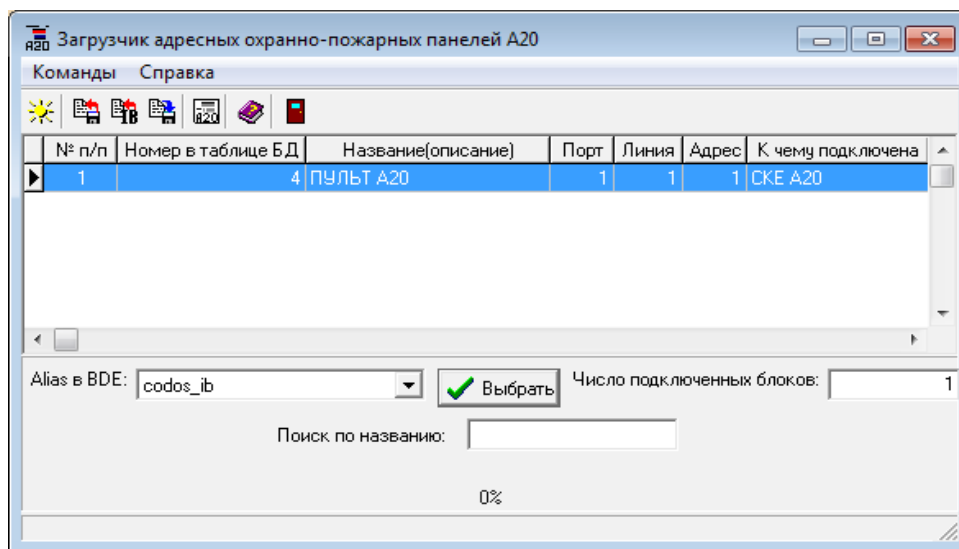 Загрузчик адресных охранно-пожарных панелей А20
Команды Справка
№ п/п Номер в таблице БД Название(описание) Порт Линия Адрес К чему подключена
1 4 ПУЛЬТ А20 1 1 1 СКЕ А20
Alias в BDE: codos_ib Выбрать Число подключенных блоков: 1
Поиск по названию:
0%